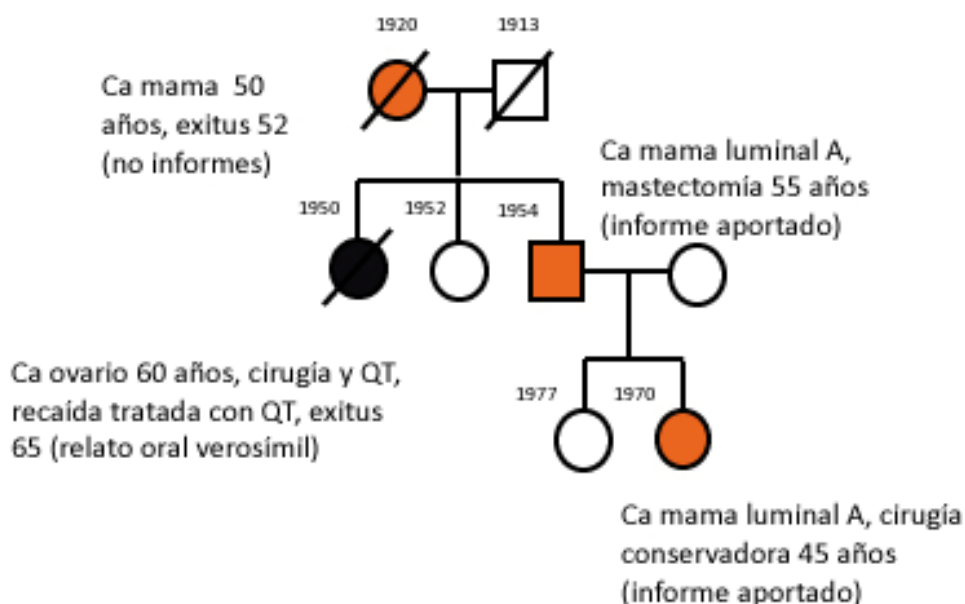 1920
1913
Ca mama 50
años, exitus 52
(no informes)
Ca mama luminal A,
mastectomía 55 años
(informe aportado)
1950
1952
1954
Ca ovario 60 años, cirugía y QT,
recaída tratada con QT, exitus
65 (relato oral verosímil)
1977
1970
Ca mama luminal A, cirugía
conservadora 45 años
(informe aportado)